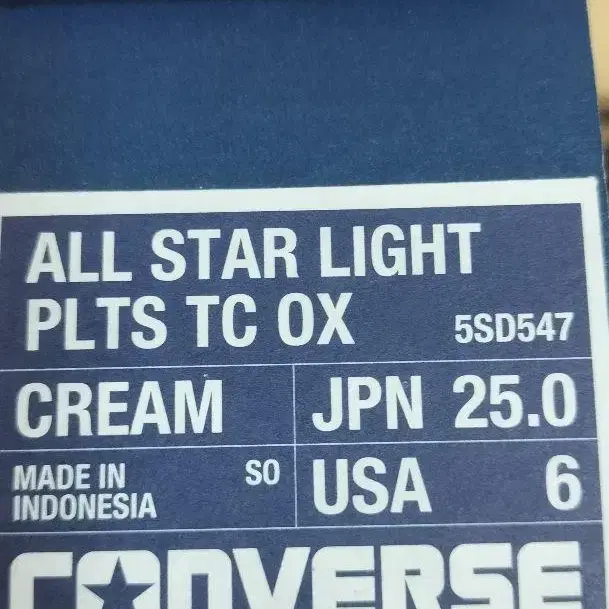 ALL STAR LIGHT
PLTS TC OX 5SD547
CREAM JPN 25.0
MADE IN INDONESIA SO USA 6
CONVERSE